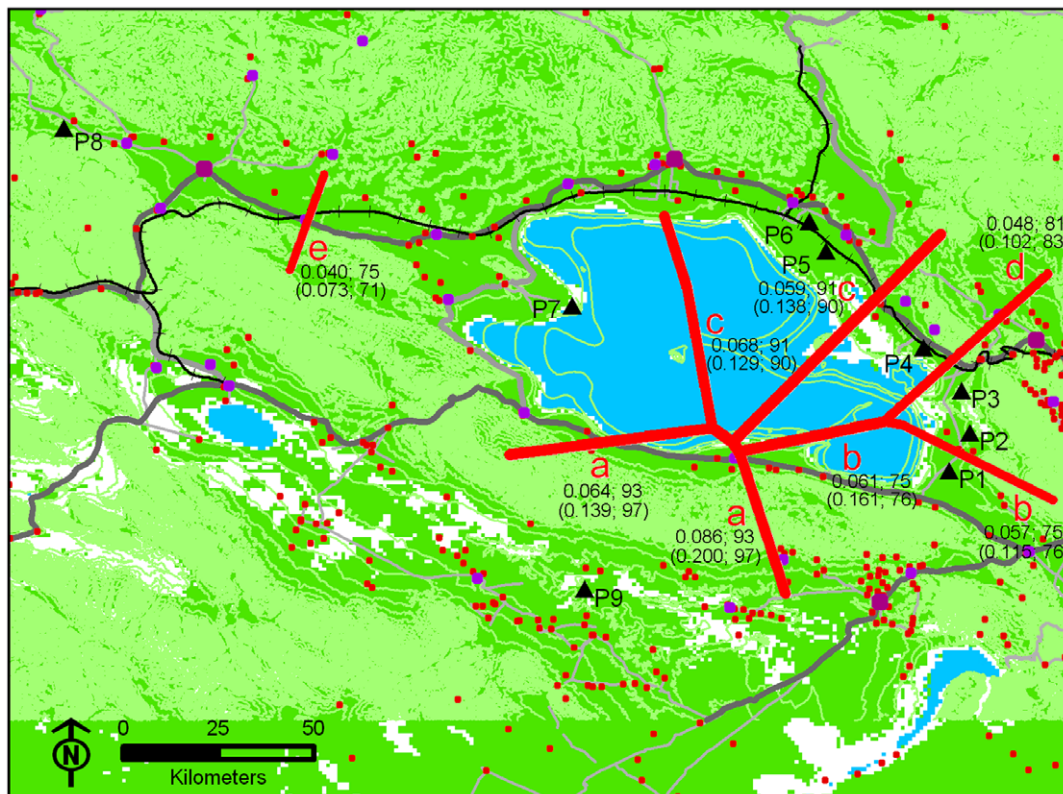 P8
e
0.040; 75
(0.073; 71)
P7
P6
P5
0.059; 91
(0.138; 90)
c
0.048; 81
(0.102; 83
d
c
0.068; 91
(0.129; 90)
P4
P3
P2
P1
a
0.064; 93
(0.139; 97)
b
0.061; 75
(0.161; 76)
a
0.086; 93
(0.200; 97)
b
0.057; 75
(0.115; 76
P9
N
0 25 50
Kilometers